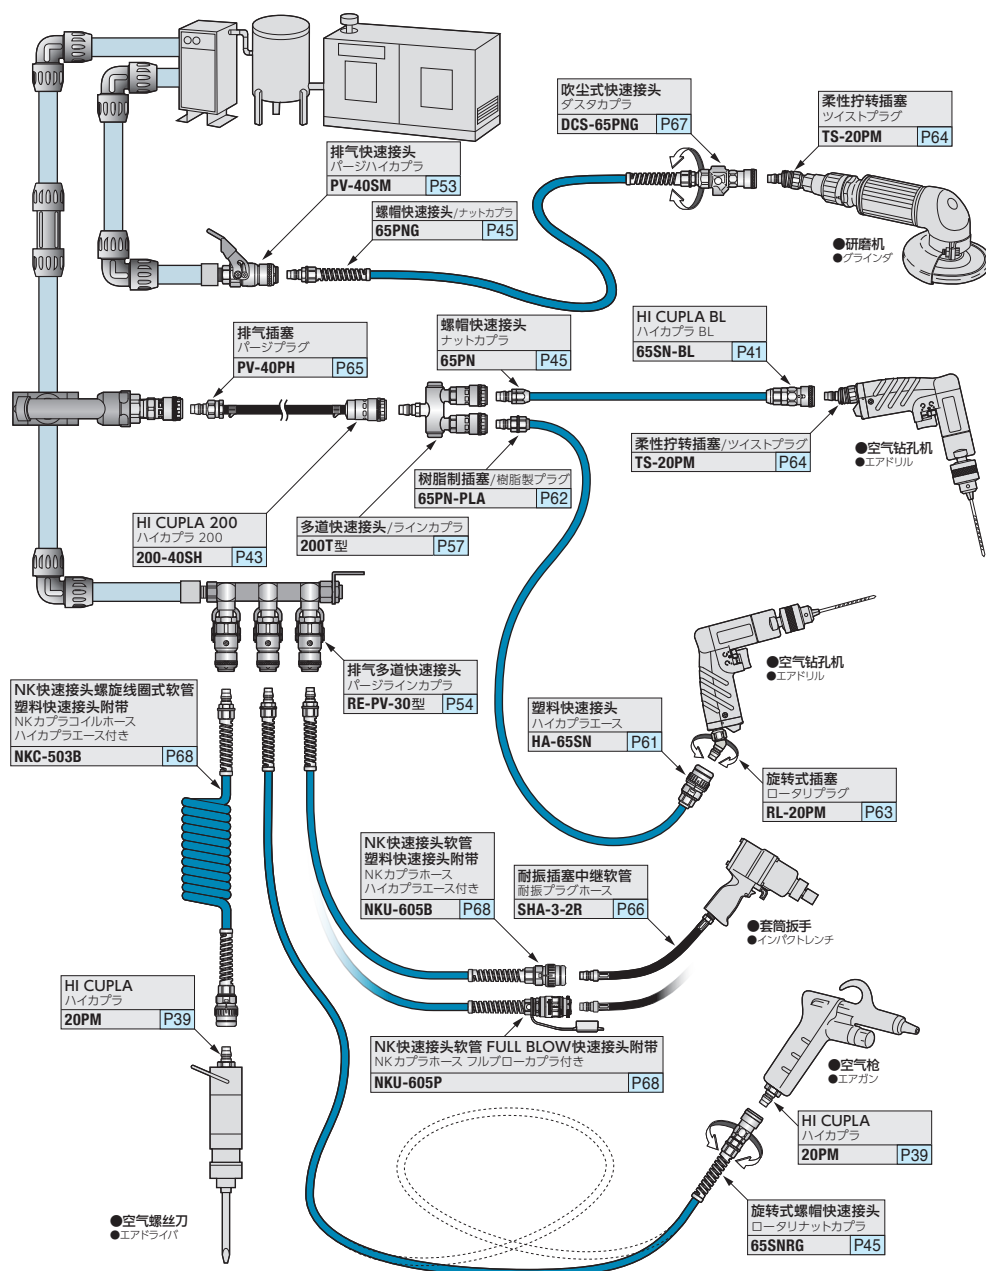 吹尘式快速接头
ダスタカプラ
DCS-65PNG P67
柔性拧转插塞
ツイストプラグ
TS-20PM P64
排气快速接头
パージハイカプラ
PV-40SM P53
螺帽快速接头/ナットカプラ
65PNG P45
●研磨机
●グラインダ
排气插塞
パージプラグ
PV-40PH P65
螺帽快速接头
ナットカプラ
65PN P45
HI CUPLA BL
ハイカプラ BL
65SN-BL P41
柔性拧转插塞/ツイストプラグ
TS-20PM P64
●空气钻孔机
●エアドリル
树脂制插塞/樹脂製プラグ
65PN-PLA P62
HI CUPLA 200
ハイカプラ 200
200-40SH P43
多道快速接头/ラインカプラ
200T型 P57
排气多道快速接头
パージラインカプラ
RE-PV-30型 P54
●空气钻孔机
●エアドリル
NK快速接头螺旋线圈式软管
塑料快速接头附带
NKカプラコイルホース
ハイカプラエース付き
NKC-503B P68
塑料快速接头
ハイカプラエース
HA-65SN P61
旋转式插塞
ロータリプラグ
RL-20PM P63
NK快速接头软管
塑料快速接头附带
NKカプラホース
ハイカプラエース付き
NKU-605B P68
耐振插塞中继软管
耐振プラグホース
SHA-3-2R P66
●套筒扳手
●インパクトレンチ
HI CUPLA
ハイカプラ
20PM P39
NK快速接头软管 FULL BLOW快速接头附带
NKカプラホース フルブローカプラ付き
NKU-605P P68
●空气枪
●エアガン
HI CUPLA
ハイカプラ
20PM P39
●空气螺丝刀
●エアドライバ
旋转式螺帽快速接头
ロータリナットカプラ
65SNRG P45